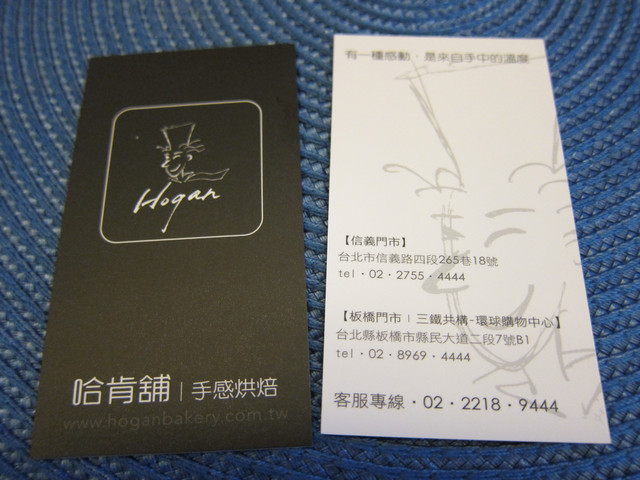 Hogan
哈肯舖 | 手感烘焙
www.hoganbakery.com.tw
有一種感動・是來自手中的溫度
【信義門市】
台北市信義路四段265巷18號
tel・02・2755・4444
【板橋門市 | 三鐵共構-環球購物中心】
台北縣板橋市縣民大道二段7號B1
tel・02・8969・4444
客服專線・02・2218・9444